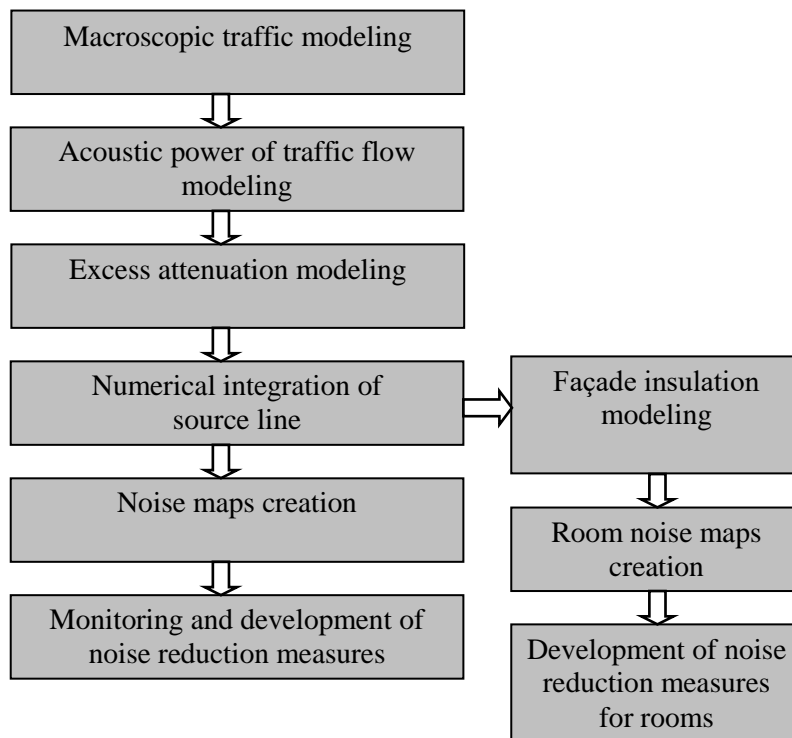 Macroscopic traffic modeling
Acoustic power of traffic flow
modeling
Excess attenuation modeling
Numerical integration of
source line
Noise maps creation
Monitoring and development of
noise reduction measures
Façade insulation
modeling
Room noise maps
creation
Development of noise
reduction measures
for rooms